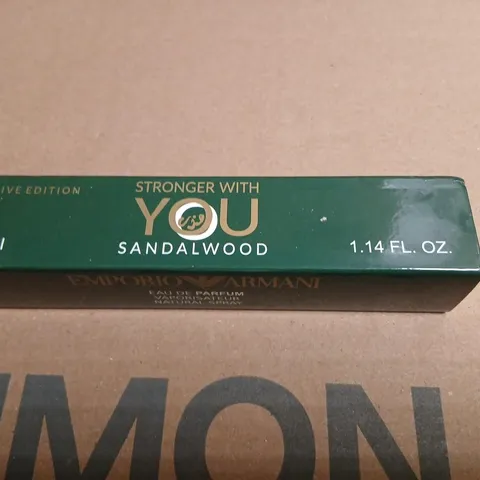 IVE EDITION
STRONGER WITH
YOU
SANDALWOOD
1.14 FL. OZ.
EMPORIO ARMANI
EAU DE PARFUM
VAPORISATEUR
NATURAL SPRAY
MON